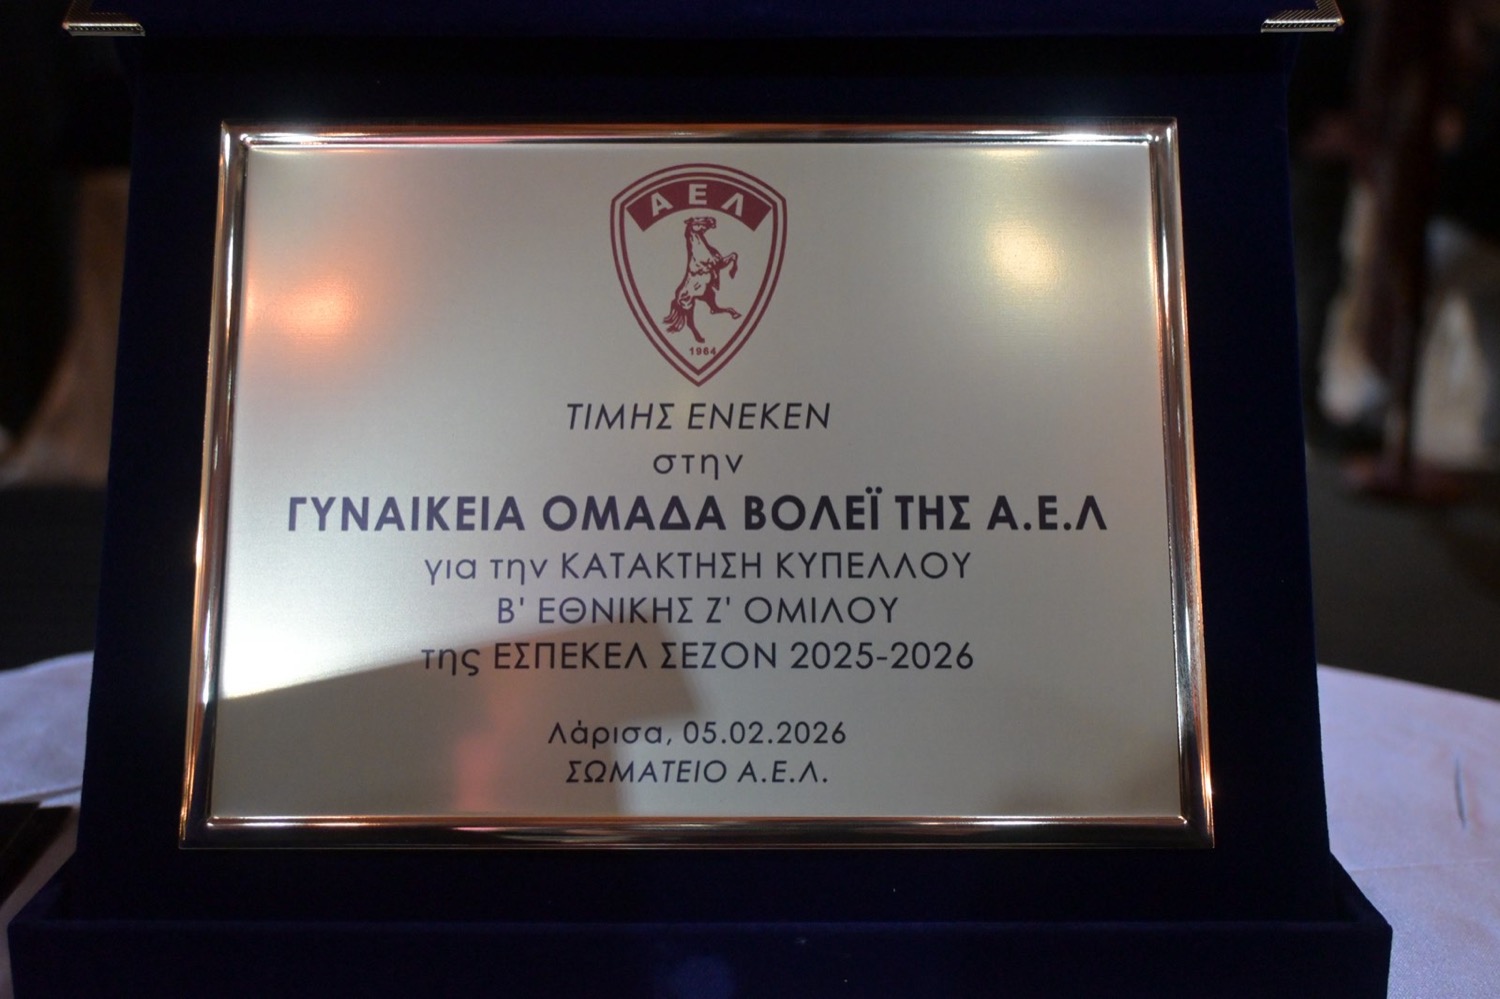 ΑΕΛ
1964
ΤΙΜΗΣ ΕΝΕΚΕΝ
στην
ΓΥΝΑΙΚΕΙΑ ΟΜΑΔΑ ΒΟΛΕΪ ΤΗΣ Α.Ε.Λ
για την ΚΑΤΑΚΤΗΣΗ ΚΥΠΕΛΛΟΥ
Β' ΕΘΝΙΚΗΣ Ζ' ΟΜΙΛΟΥ
της ΕΣΠΕΚΕΛ ΣΕΖΟΝ 2025-2026
Λάρισα, 05.02.2026
ΣΩΜΑΤΕΙΟ Α.Ε.Λ.